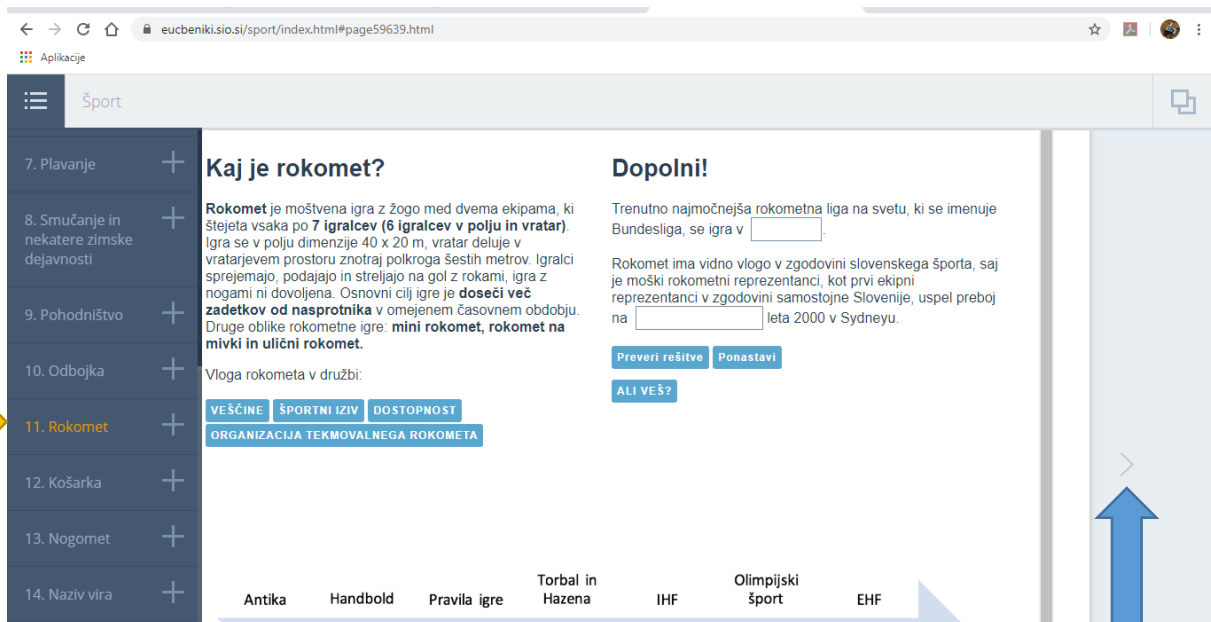 eucbeniki.sio.si/sport/index.html#page59639.html
Aplikacije
Šport
7. Plavanje
8. Smučanje in
nekatere zimske
dejavnosti
9. Pohodništvo
10. Odbojka
11. Rokomet
12. Košarka
13. Nogomet
14. Naziv vira
Kaj je rokomet?
Rokomet je moštvena igra z žogo med dvema ekipama, ki
štejeta vsaka po 7 igralcev (6 igralcev v polju in vratar).
Igra se v polju dimenzije 40 x 20 m, vratar deluje v
vratarjevem prostoru znotraj polkroga šestih metrov. Igralci
sprejemajo, podajajo in streljajo na gol z rokami, igra z
nogami ni dovoljena. Osnovni cilj igre je doseči več
zadetkov od nasprotnika v omejenem časovnem obdobju.
Druge oblike rokometne igre: mini rokomet, rokomet na
mivki in ulični rokomet.
Vloga rokometa v družbi:
VEŠČINE ŠPORTNI IZIV DOSTOPNOST
ORGANIZACIJA TEKMOVALNEGA ROKOMETA
Dopolni!
Trenutno najmočnejša rokometna liga na svetu, ki se imenuje
Bundesliga, se igra v .
Rokomet ima vidno vlogo v zgodovini slovenskega športa, saj
je moški rokometni reprezentanci, kot prvi ekipni
reprezentanci v zgodovini samostojne Slovenije, uspel preboj
na leta 2000 v Sydneyu.
Preveri rešitve Ponastavi
ALI VEŠ?
Antika Handbold Pravila igre Torbal in Hazena IHF Olimpijski šport EHF